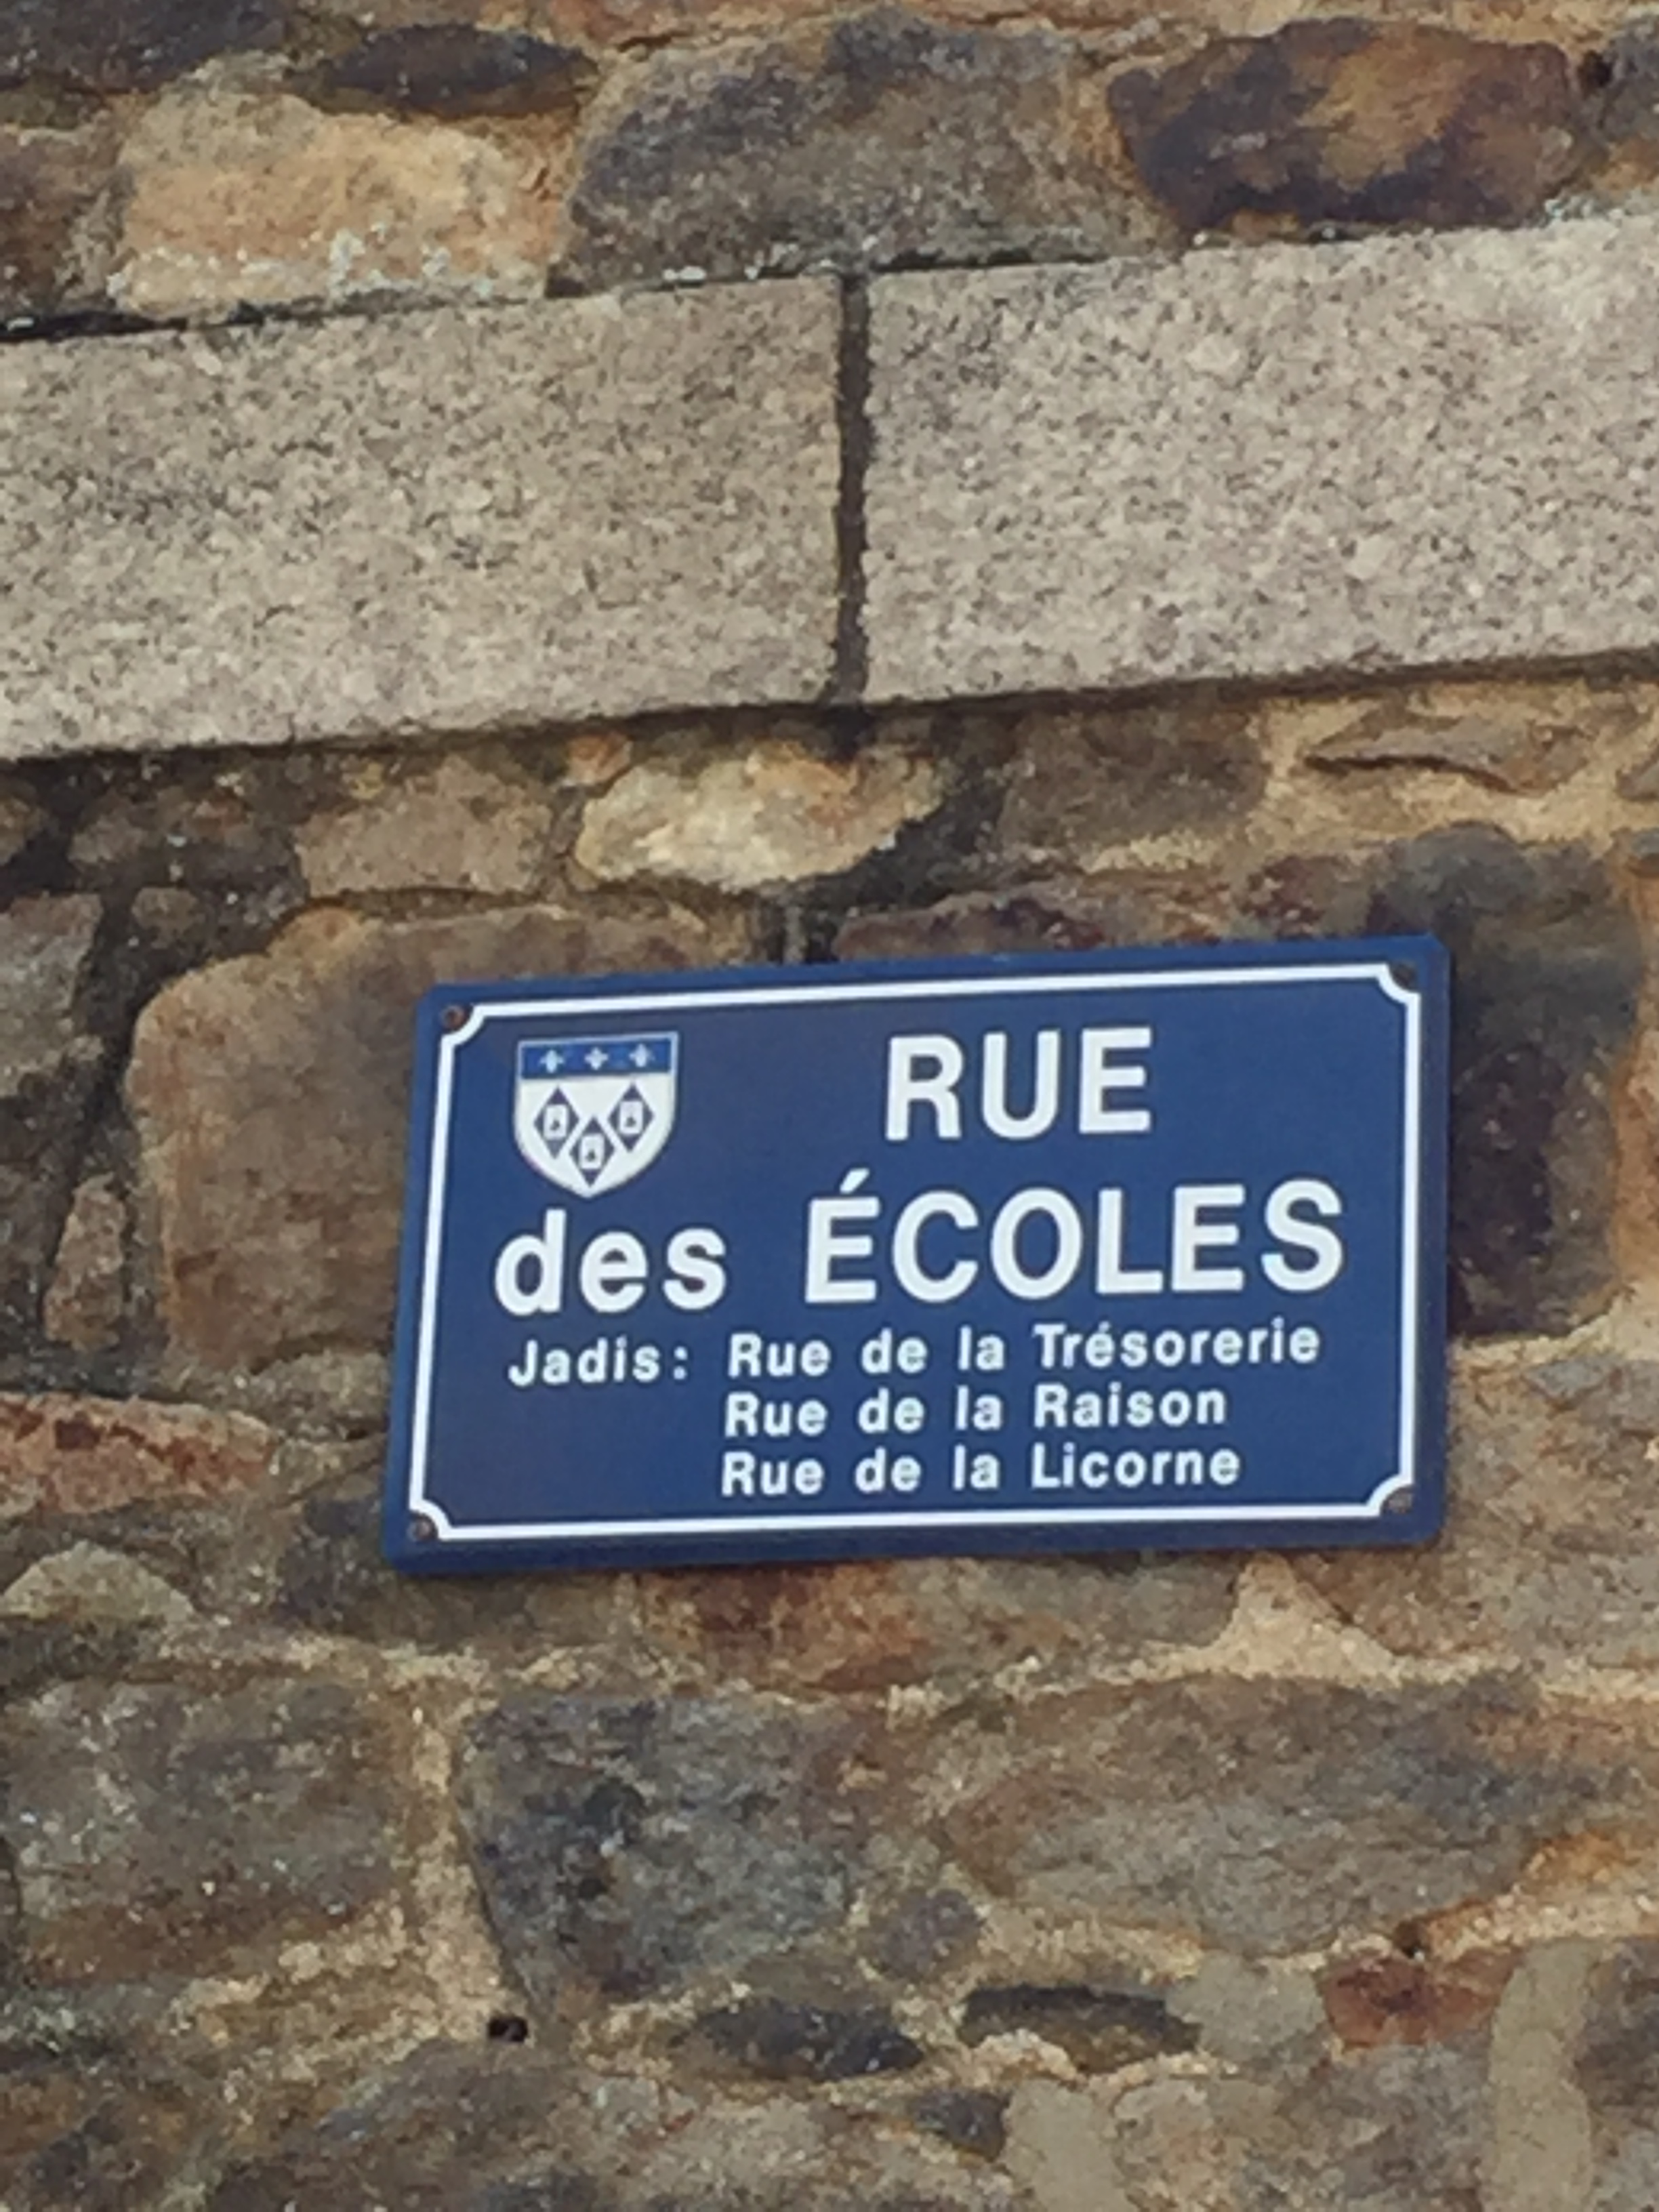 RUE
des ÉCOLES
Jadis: Rue de la Trésorerie
Rue de la Raison
Rue de la Licorne